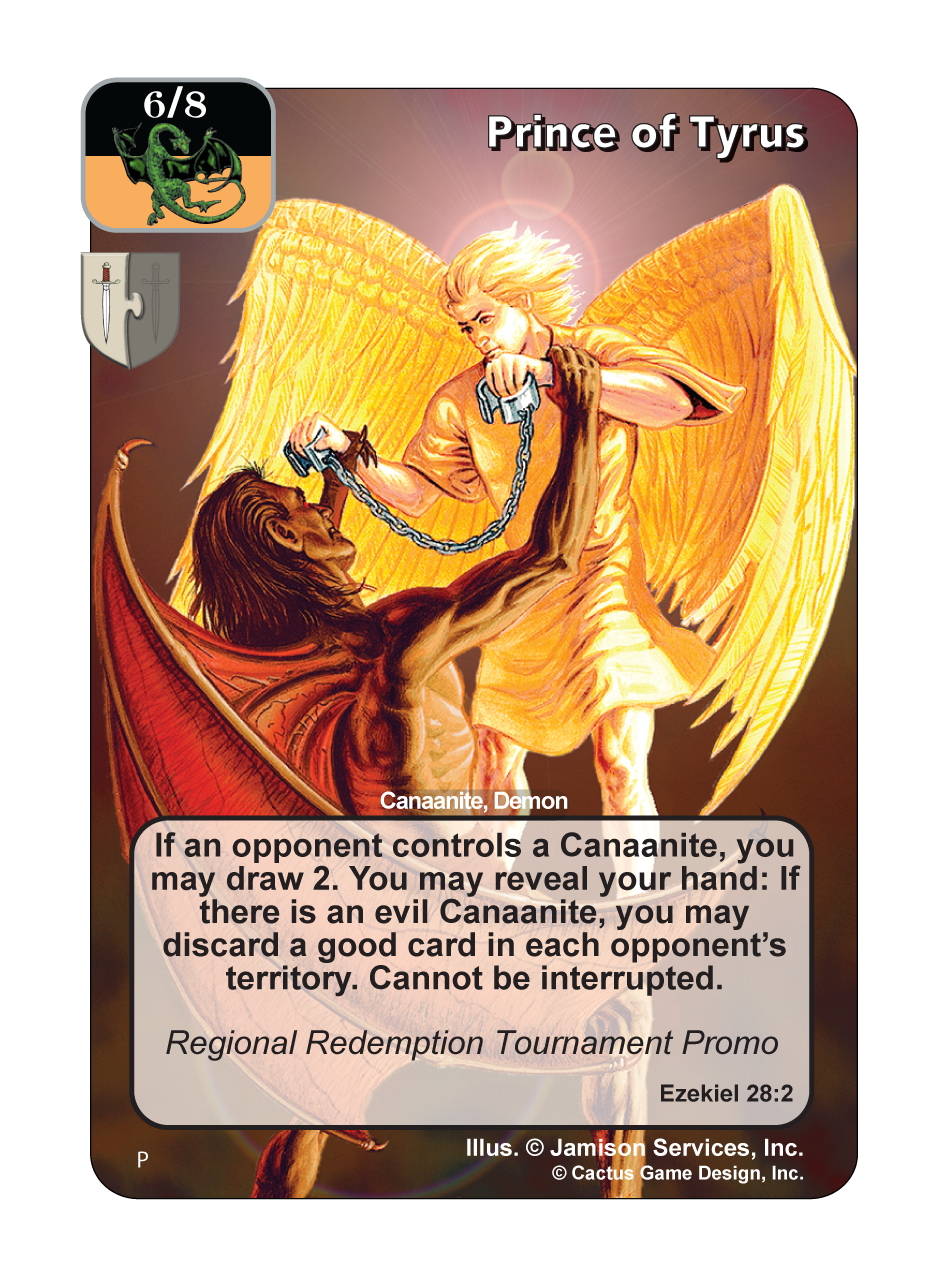 6/8
Prince of Tyrus
Canaanite, Demon
If an opponent controls a Canaanite, you
may draw 2. You may reveal your hand: If
there is an evil Canaanite, you may
discard a good card in each opponent’s
territory. Cannot be interrupted.
Regional Redemption Tournament Promo
Ezekiel 28:2
P
Illus. © Jamison Services, Inc.
© Cactus Game Design, Inc.